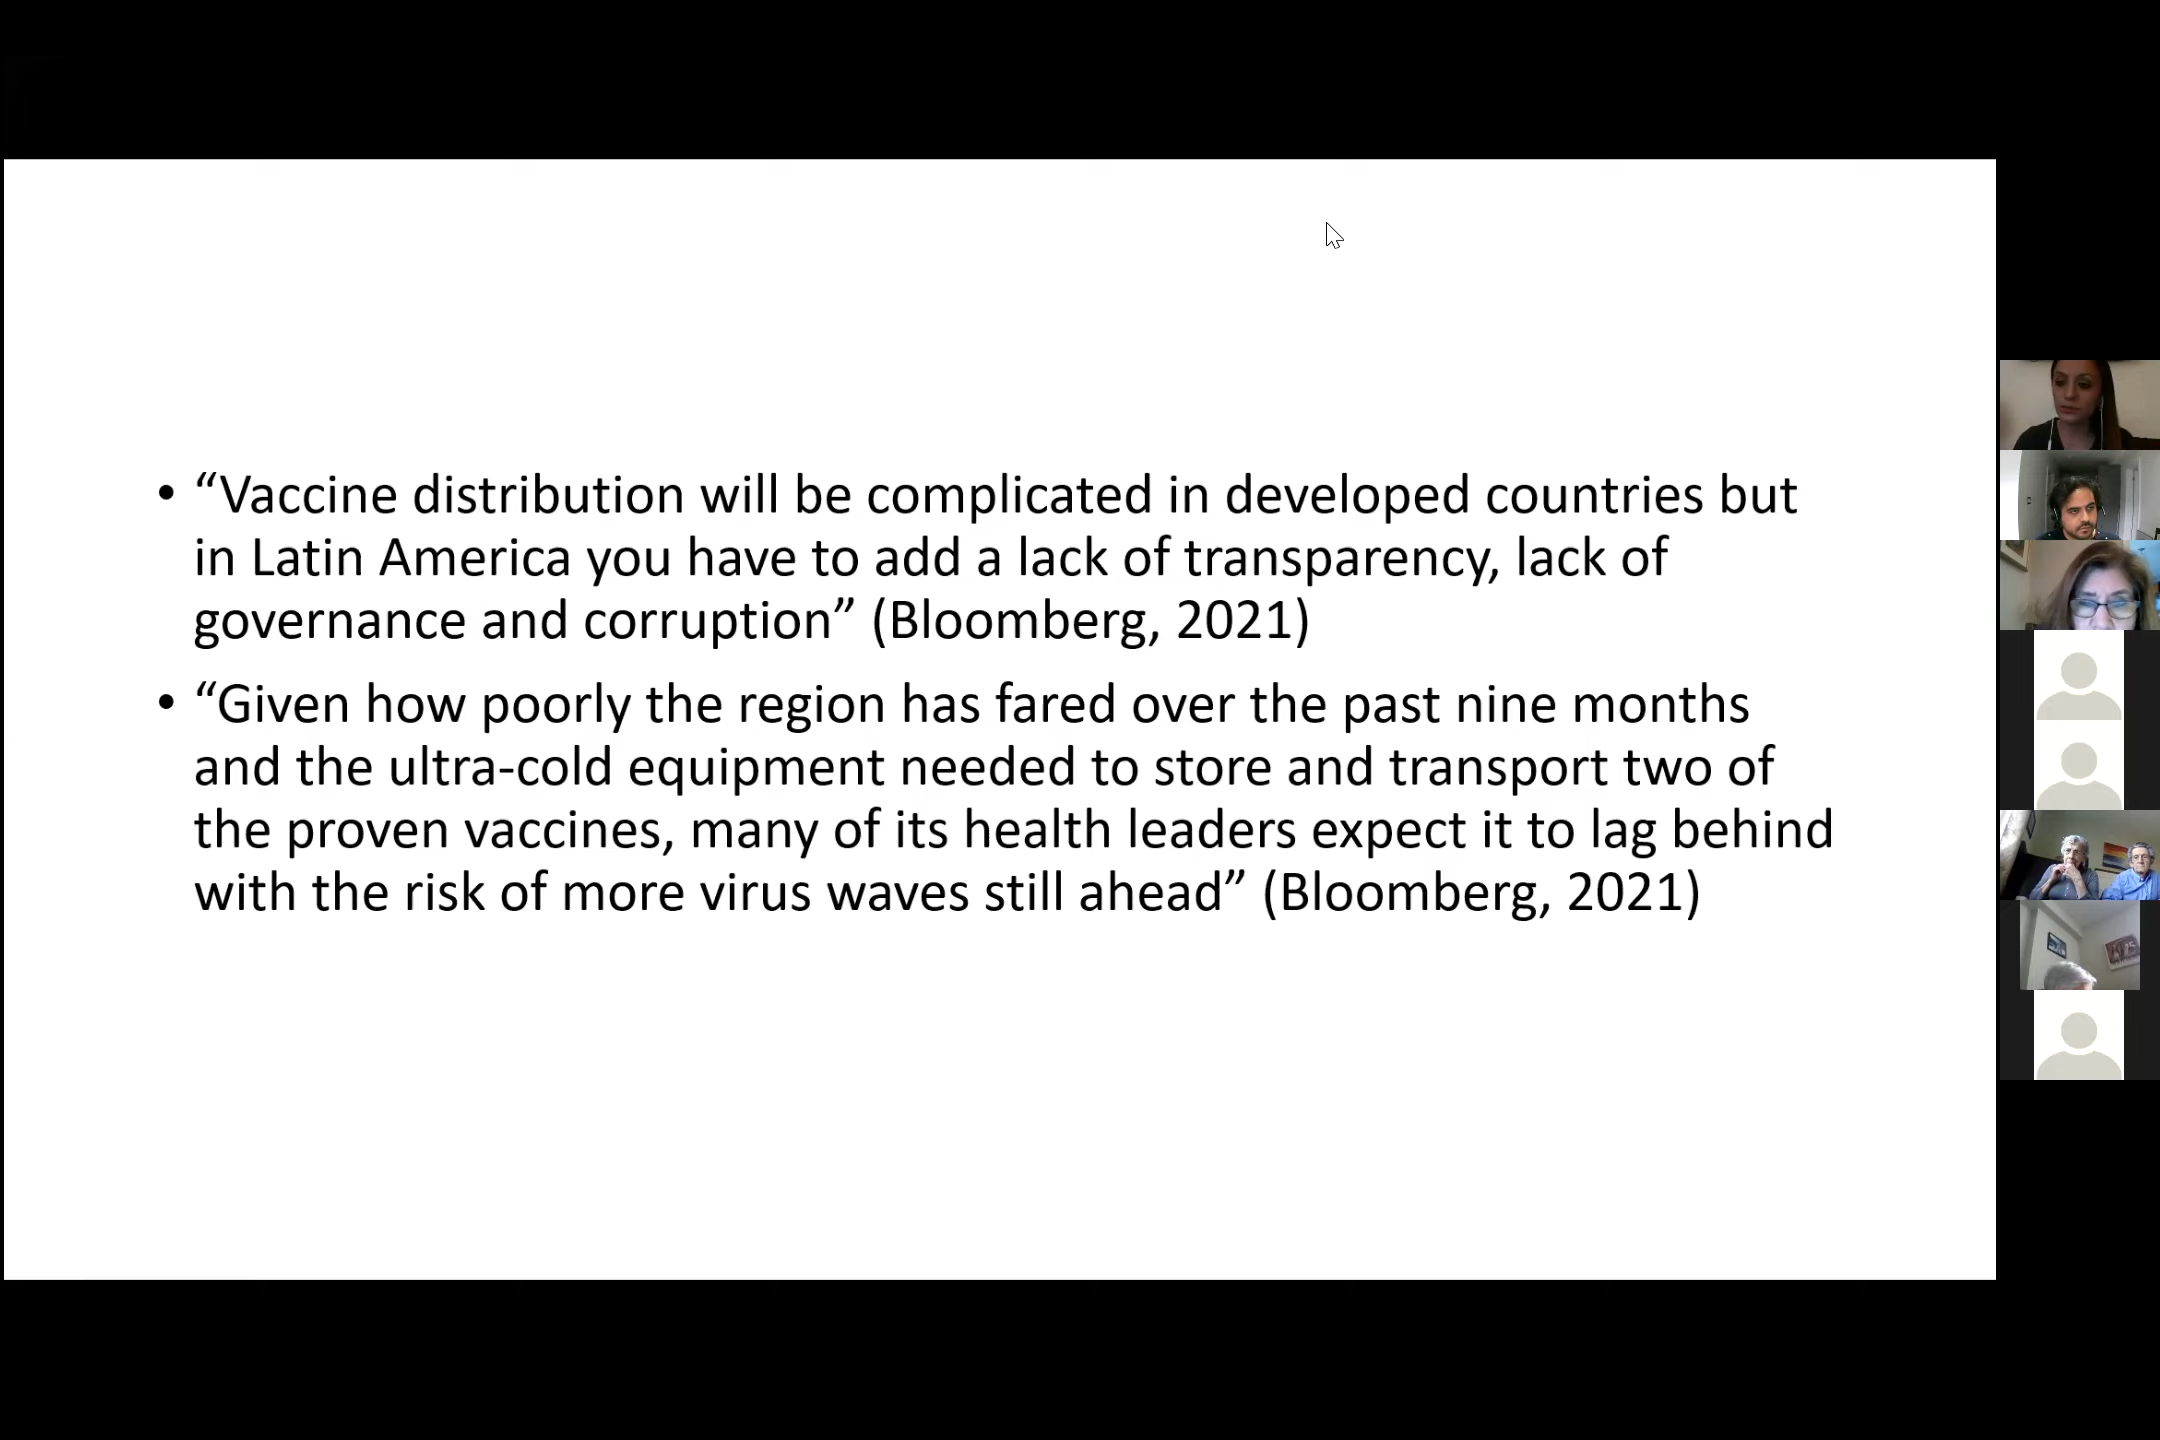 • “Vaccine distribution will be complicated in developed countries but
in Latin America you have to add a lack of transparency, lack of
governance and corruption” (Bloomberg, 2021)
• “Given how poorly the region has fared over the past nine months
and the ultra-cold equipment needed to store and transport two of
the proven vaccines, many of its health leaders expect it to lag behind
with the risk of more virus waves still ahead” (Bloomberg, 2021)